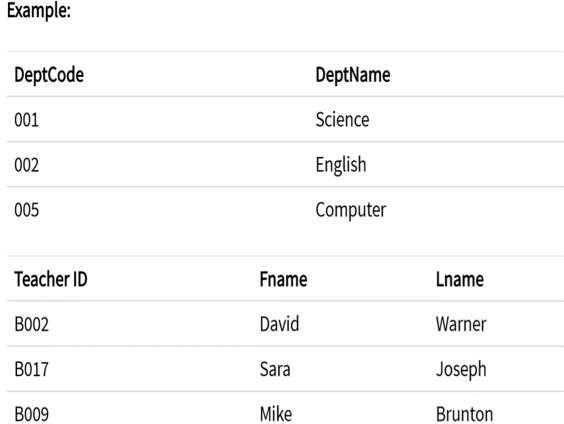 Example:
DeptCode DeptName
001 Science
002 English
005 Computer
Teacher ID Fname Lname
B002 David Warner
B017 Sara Joseph
B009 Mike Brunton